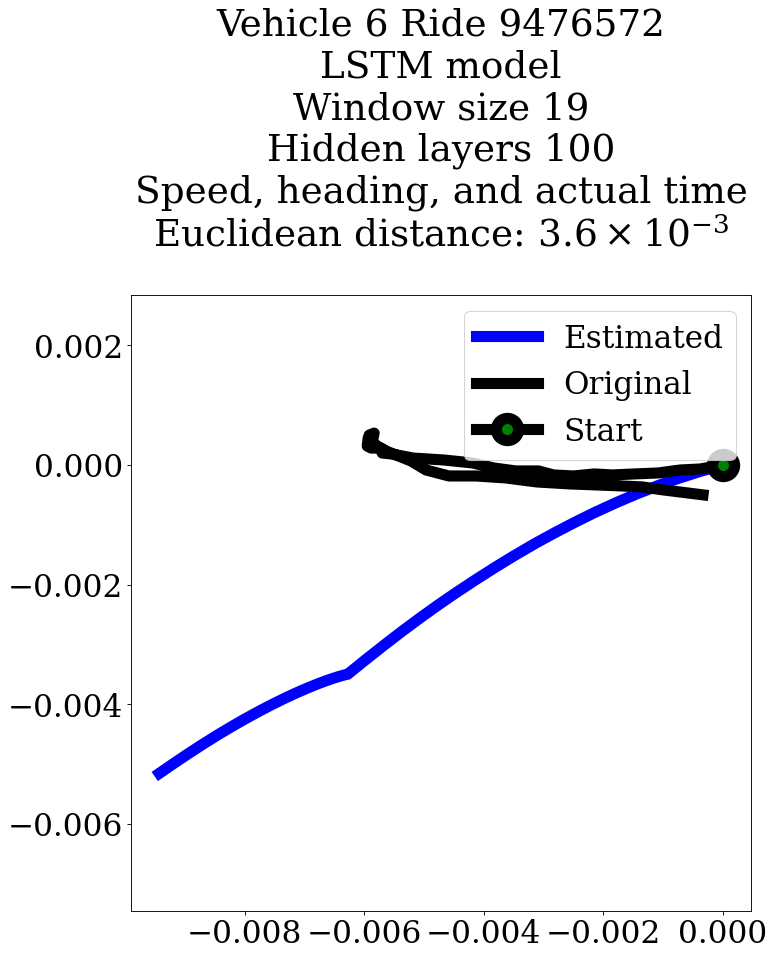 Vehicle 6 Ride 9476572
LSTM model
Window size 19
Hidden layers 100
Speed, heading, and actual time
Euclidean distance: 3.6 × 10⁻³
Estimated
Original
Start
0.002
0.000
−0.002
−0.004
−0.006
−0.008 −0.006 −0.004 −0.002 0.000